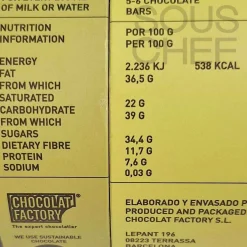 OF MILK OR WATER
5-6 CHOCOLATE
BARS
SOUS
CHEF
NUTRITION
INFORMATION
POR 100 G
PER 100 G
ENERGY 2.236 KJ 538 KCAL
FAT 36,5 G
FROM WHICH
SATURATED 22 G
CARBOHYDRATE 39 G
FROM WHICH
SUGARS 34,4 G
DIETARY FIBRE 11,7 G
PROTEIN 7,6 G
SODIUM 0,03 G
CHOCOLAT
FACTORY
The expert chocolatier
WE USE SUSTAINABLE
CHOCOLATE
ELABORADO Y ENVASADO P
PRODUCED AND PACKAGED
CHOCOLAT FACTORY S.L.
LEPANT 196
08223 TERRASSA
BARCELONA